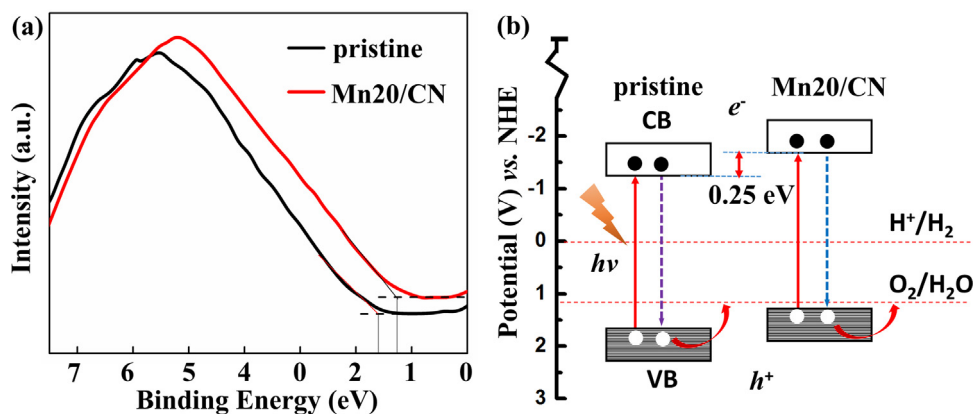 (a)
pristine
Mn20/CN
Intensity (a.u.)
7 6 5 4 0 2 1 0
Binding Energy (eV)
(b)
Potential (V) vs. NHE
-2
-1
0
1
2
3
pristine
CB
e-
Mn20/CN
0.25 eV
hν
H+/H2
O2/H2O
VB
h+